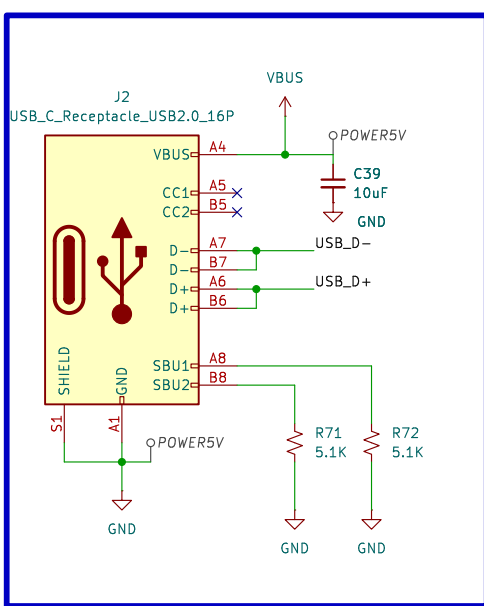 VBUS
J2
USB_C_Receptacle_USB2.0_16P
POWER5V
VBUS A4
C39
10uF
CC1 A5
CC2 B5
GND
D- A7
USB_D-
D- B7
D+ A6
USB_D+
D+ B6
SBU1 A8
SBU2 B8
SHIELD
GND
S1
A1
POWER5V
R71
5.1K
R72
5.1K
GND
GND
GND